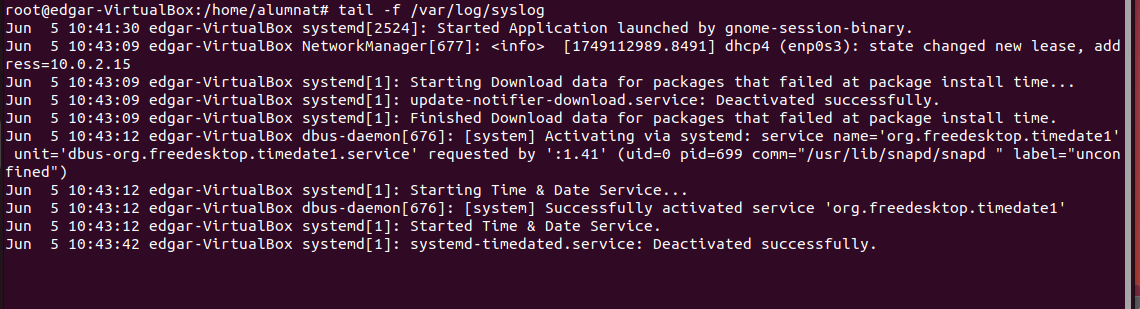 root@edgar-VirtualBox:/home/alumnat# tail -f /var/log/syslog
Jun  5 10:41:30 edgar-VirtualBox systemd[2524]: Started Application launched by gnome-session-binary.
Jun  5 10:43:09 edgar-VirtualBox NetworkManager[677]: <info>  [1749112989.8491] dhcp4 (enp0s3): state changed new lease, add
ress=10.0.2.15
Jun  5 10:43:09 edgar-VirtualBox systemd[1]: Starting Download data for packages that failed at package install time...
Jun  5 10:43:09 edgar-VirtualBox systemd[1]: update-notifier-download.service: Deactivated successfully.
Jun  5 10:43:09 edgar-VirtualBox systemd[1]: Finished Download data for packages that failed at package install time.
Jun  5 10:43:12 edgar-VirtualBox dbus-daemon[676]: [system] Activating via systemd: service name='org.freedesktop.timedate1'
 unit='dbus-org.freedesktop.timedate1.service' requested by ':1.41' (uid=0 pid=699 comm="/usr/lib/snapd/snapd " label="uncon
fined")
Jun  5 10:43:12 edgar-VirtualBox systemd[1]: Starting Time & Date Service...
Jun  5 10:43:12 edgar-VirtualBox dbus-daemon[676]: [system] Successfully activated service 'org.freedesktop.timedate1'
Jun  5 10:43:12 edgar-VirtualBox systemd[1]: Started Time & Date Service.
Jun  5 10:43:42 edgar-VirtualBox systemd[1]: systemd-timedated.service: Deactivated successfully.